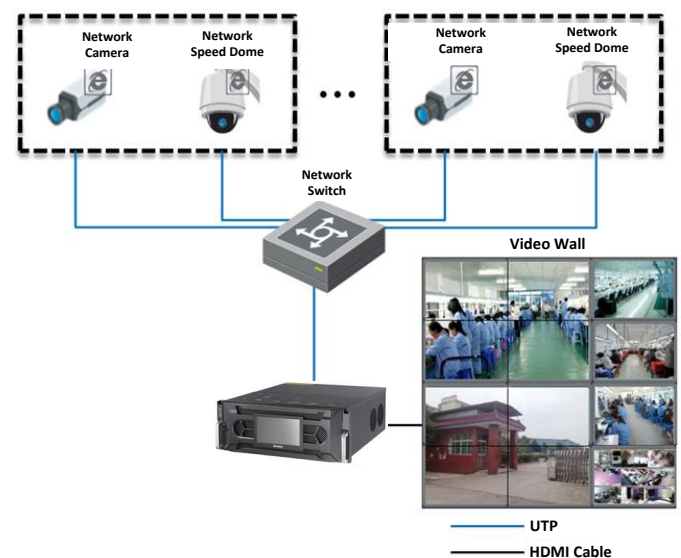 Network
Camera
Network
Speed Dome
Network
Camera
Network
Speed Dome
Network
Switch
Video Wall
UTP
HDMI Cable